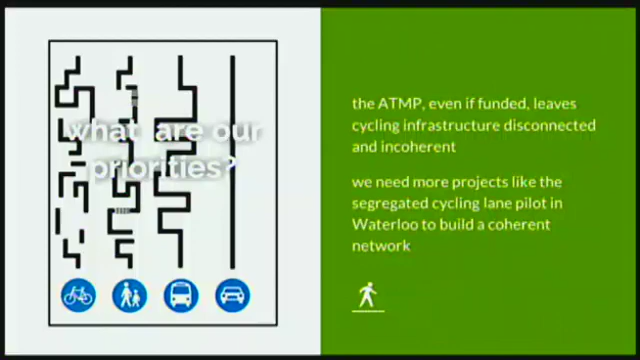 what are our
priorities?
the ATMP, even if funded, leaves
cycling infrastructure disconnected
and incoherent
we need more projects like the
segregated cycling lane pilot in
Waterloo to build a coherent
network